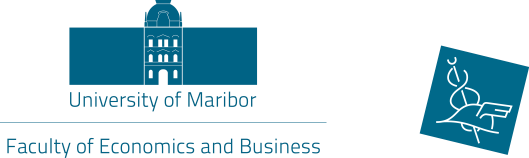 University of Maribor
Faculty of Economics and Business